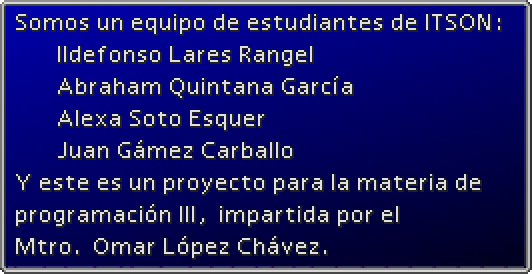 Somos un equipo de estudiantes de ITSON:
Ildefonso Lares Rangel
Abraham Quintana García
Alexa Soto Esquer
Juan Gámez Carballo
Y este es un proyecto para la materia de
programación III, impartida por el
Mtro. Omar López Chávez.